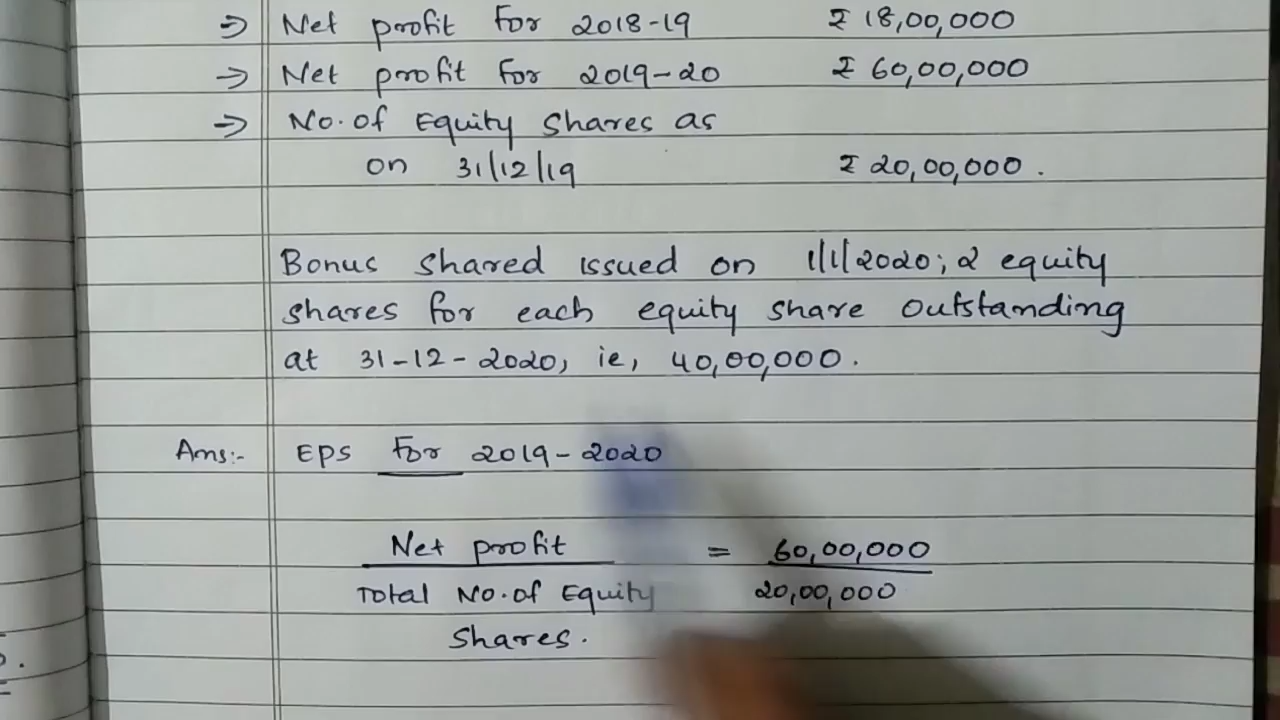 ⇒ Net profit for 2018-19 ₹ 18,00,000
→ Net profit for 2019-20 ₹ 60,00,000
⇒ No. of Equity Shares as
on 31/12/19 ₹ 20,00,000.
Bonus shared issued on 1/1/2020; 2 equity
shares for each equity share outstanding
at 31-12-2020, ie, 40,00,000.
Ans:- EPS for 2019-2020
Net profit = 60,00,000
Total No. of Equity 20,00,000
Shares.